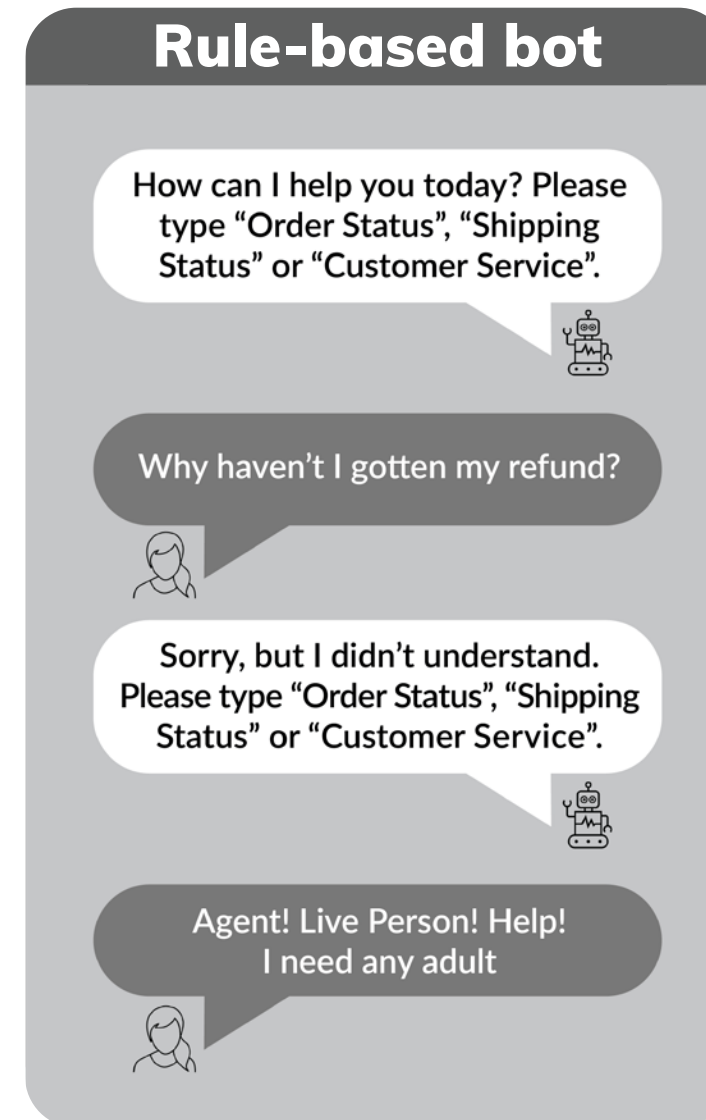 Rule-based bot
How can I help you today? Please
type “Order Status”, “Shipping
Status” or “Customer Service”.
Why haven’t I gotten my refund?
Sorry, but I didn’t understand.
Please type “Order Status”, “Shipping
Status” or “Customer Service”.
Agent! Live Person! Help!
I need any adult